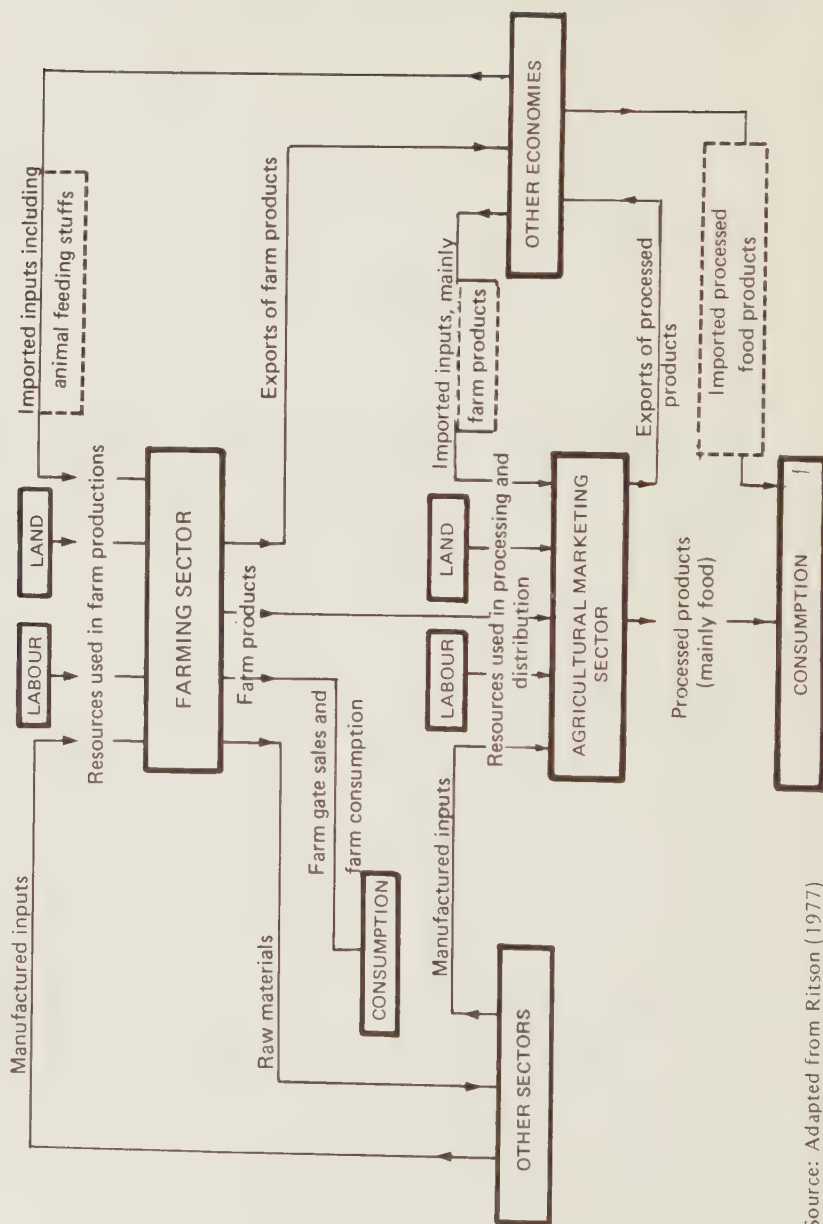 Manufactured inputs
Imported inputs including
animal feeding stuffs
LABOUR
LAND
Resources used in farm productions
FARMING SECTOR
Farm products
Raw materials
Farm gate sales and
farm consumption
CONSUMPTION
Exports of farm products
OTHER SECTORS
OTHER ECONOMIES
Manufactured inputs
Imported inputs, mainly
farm products
LABOUR
LAND
Resources used in processing and
distribution
AGRICULTURAL MARKETING
SECTOR
Exports of processed
products
Processed products
(mainly food)
Imported processed
food products
CONSUMPTION
Source: Adapted from Ritson (1977)